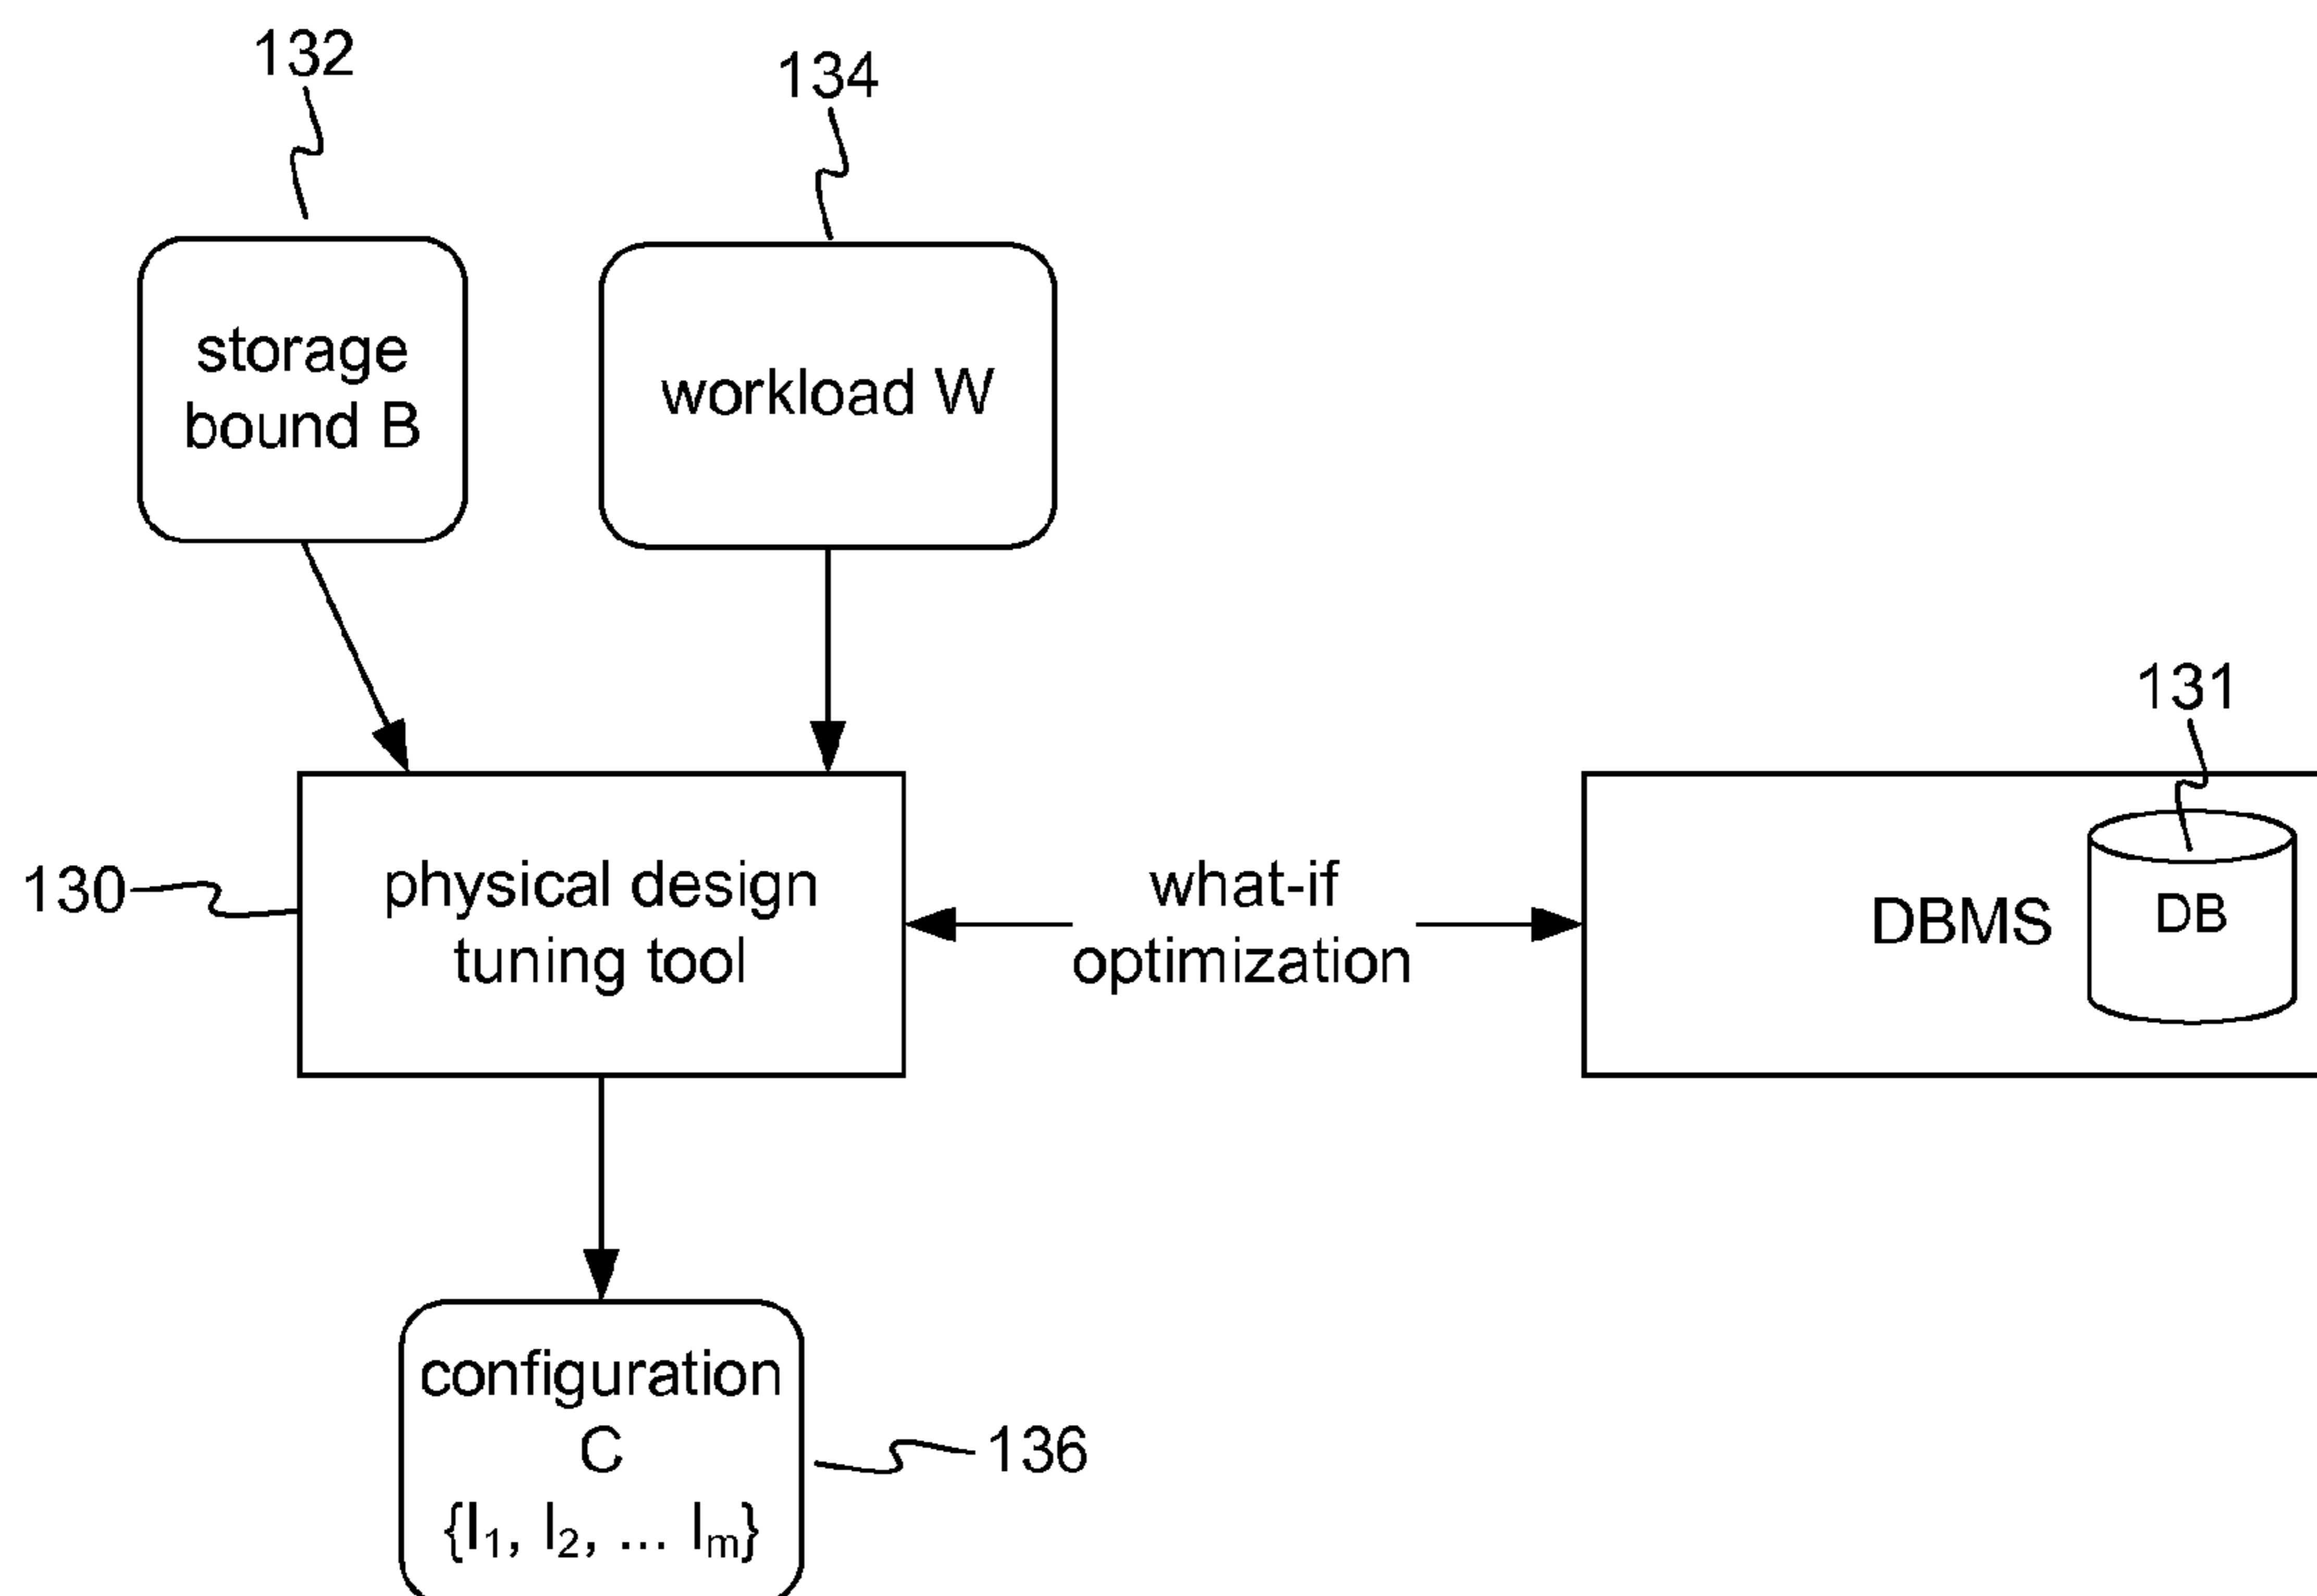 132
134
storage
bound B
workload W
131
130
physical design
tuning tool
what-if
optimization
DBMS
DB
configuration
C
{I₁, I₂, ... Iₘ}
136